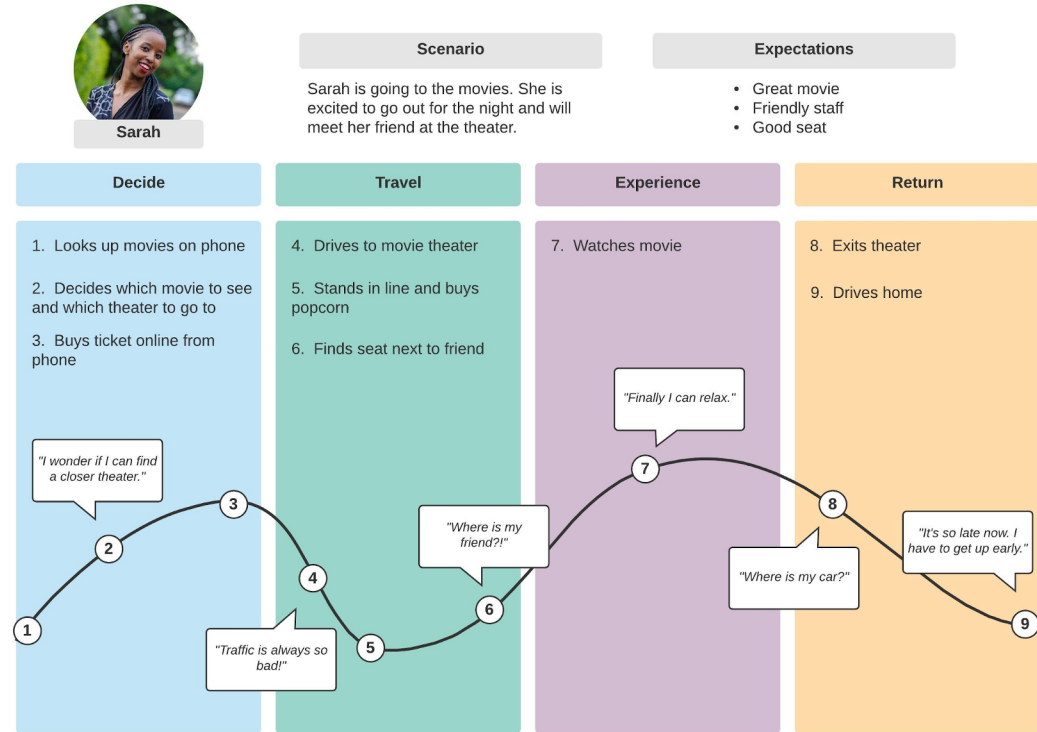 Sarah
Scenario
Sarah is going to the movies. She is
excited to go out for the night and will
meet her friend at the theater.
Expectations
• Great movie
• Friendly staff
• Good seat
Decide
Travel
Experience
Return
1. Looks up movies on phone
2. Decides which movie to see
and which theater to go to
3. Buys ticket online from
phone
4. Drives to movie theater
5. Stands in line and buys
popcorn
6. Finds seat next to friend
7. Watches movie
8. Exits theater
9. Drives home
"I wonder if I can find
a closer theater."
"Traffic is always so
bad!"
"Where is my
friend?!"
"Finally I can relax."
"Where is my car?"
"It's so late now. I
have to get up early."
1
2
3
4
5
6
7
8
9